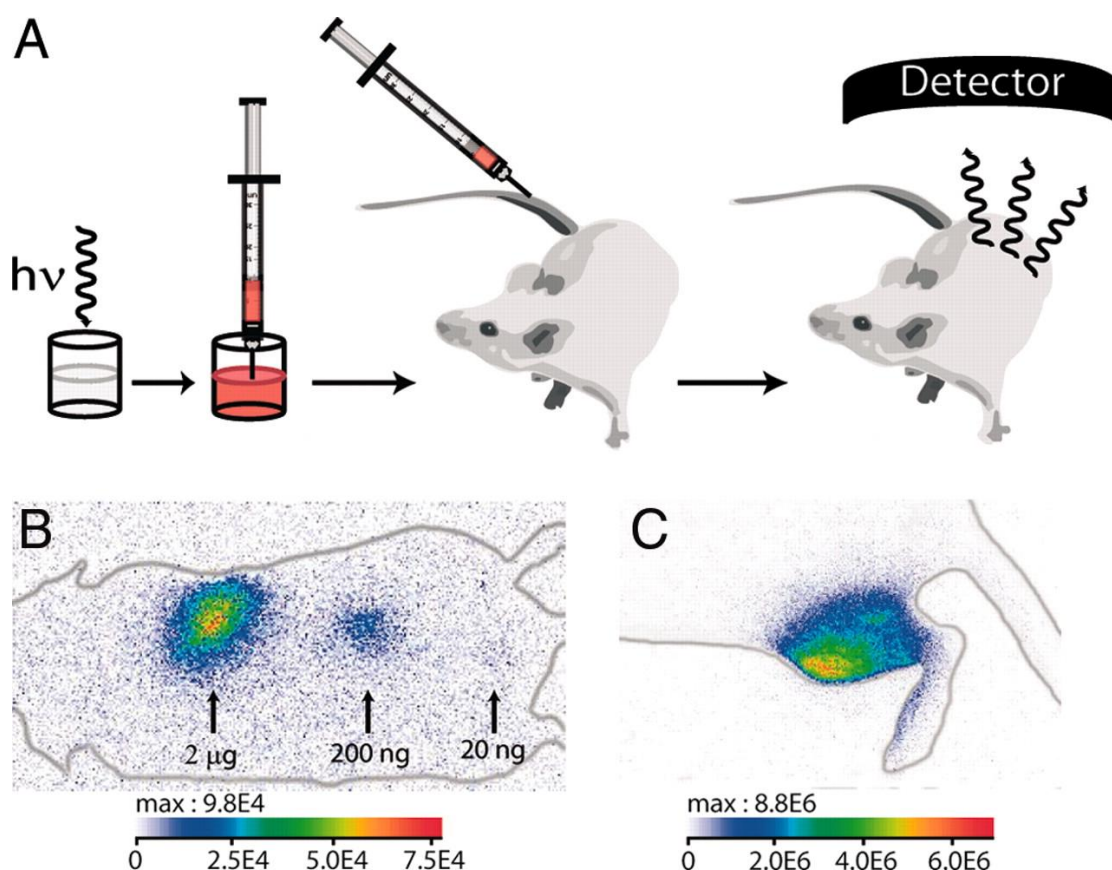 A
Detector
hν
B
2 μg
200 ng
20 ng
max : 9.8E4
0
2.5E4
5.0E4
7.5E4
C
max : 8.8E6
0
2.0E6
4.0E6
6.0E6